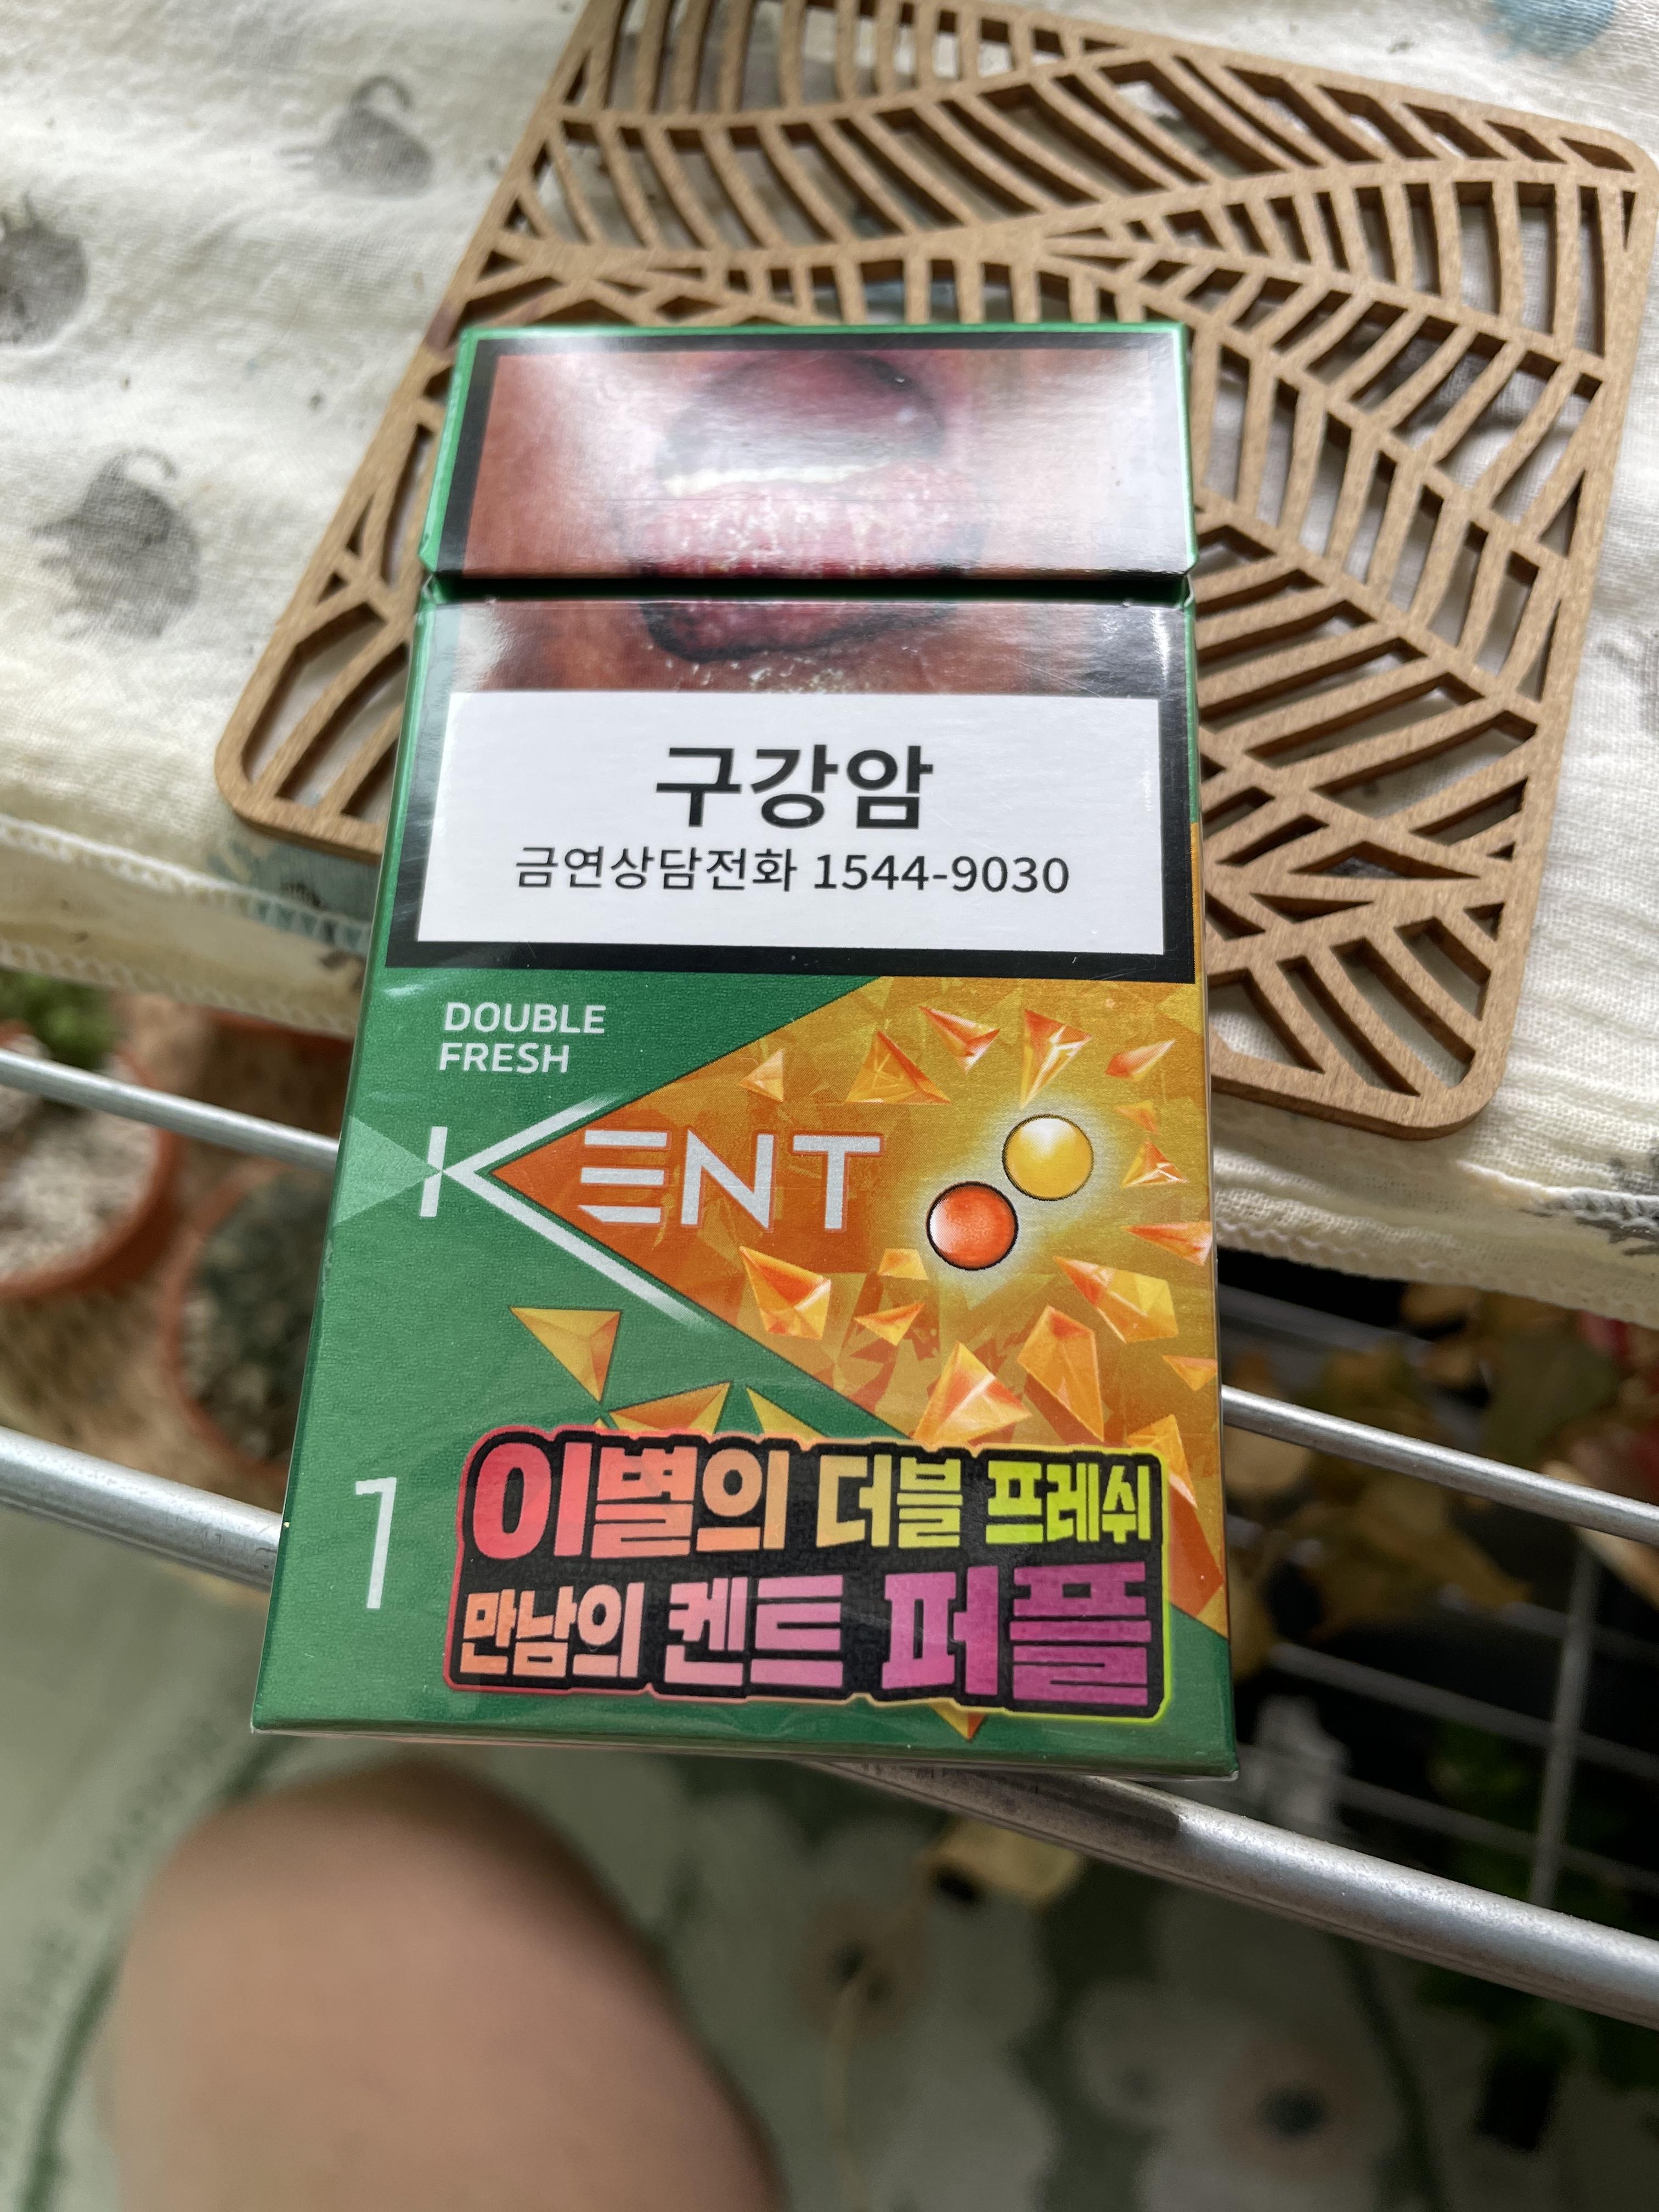 구강암
금연상담전화 1544-9030
DOUBLE
FRESH
KENT
1
이별의 더블 프레쉬
만남의 켄트 퍼플